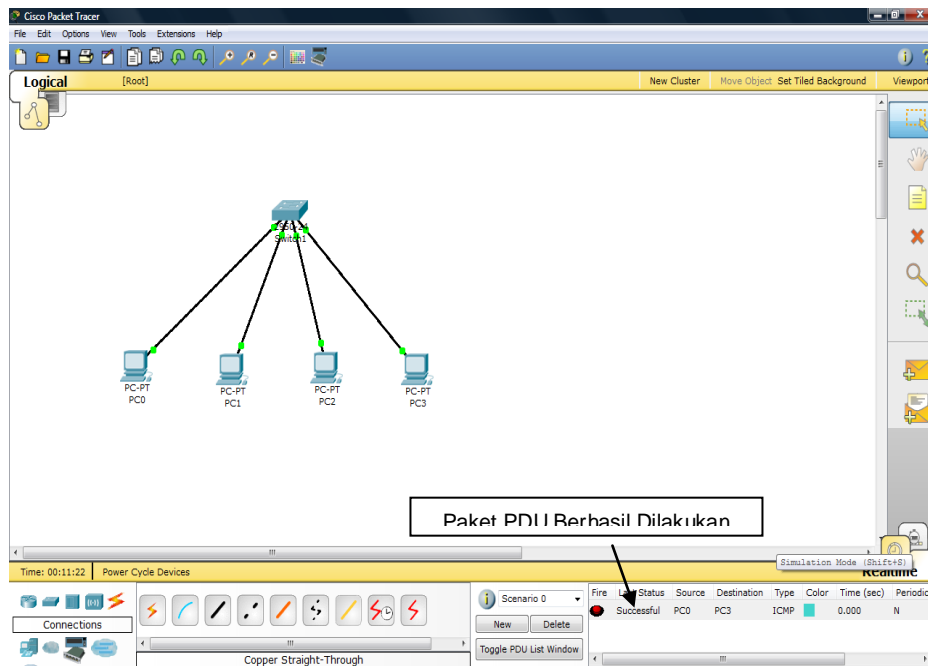 Cisco Packet Tracer
File Edit Options View Tools Extensions Help
Logical [Root] New Cluster Move Object Set Tiled Background Viewport
2950-24
Switch1
PC-PT
PC0
PC-PT
PC1
PC-PT
PC2
PC-PT
PC3
Paket PDU Berhasil Dilakukan
Simulation Mode (Shift+S)
Time: 00:11:22 Power Cycle Devices Realtime
Connections
Copper Straight-Through
Scenario 0
New Delete
Toggle PDU List Window
Fire Last Status Source Destination Type Color Time (sec) Periodic
Successful PC0 PC3 ICMP 0.000 N